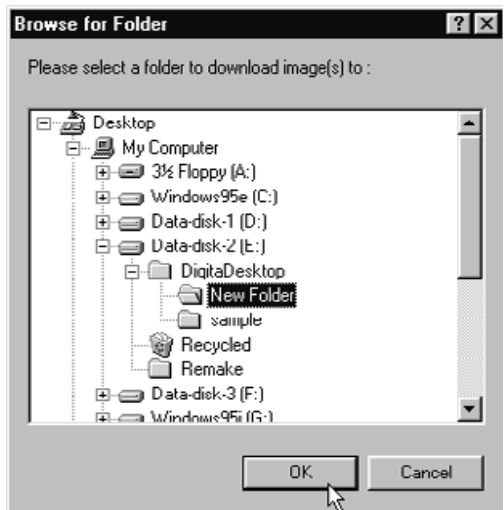 Browse for Folder
Please select a folder to download image(s) to :
Desktop
My Computer
3½ Floppy (A:)
Windows95e (C:)
Data-disk-1 (D:)
Data-disk-2 (E:)
DigitaDesktop
New Folder
sample
Recycled
Remake
Data-disk-3 (F:)
Windows95i (G:)
OK
Cancel